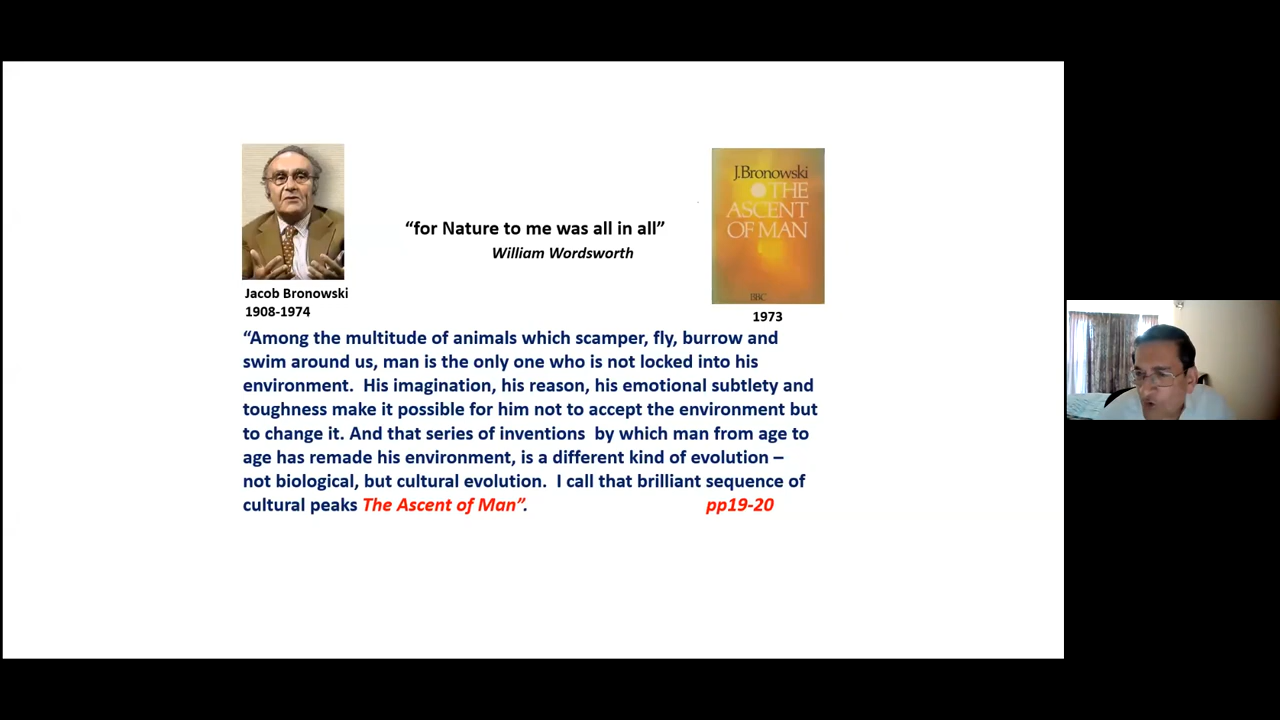 “for Nature to me was all in all”
William Wordsworth
J.Bronowski
THE
ASCENT
OF MAN
BBC
Jacob Bronowski
1908-1974
1973
“Among the multitude of animals which scamper, fly, burrow and
swim around us, man is the only one who is not locked into his
environment. His imagination, his reason, his emotional subtlety and
toughness make it possible for him not to accept the environment but
to change it. And that series of inventions by which man from age to
age has remade his environment, is a different kind of evolution –
not biological, but cultural evolution. I call that brilliant sequence of
cultural peaks The Ascent of Man”. pp19-20